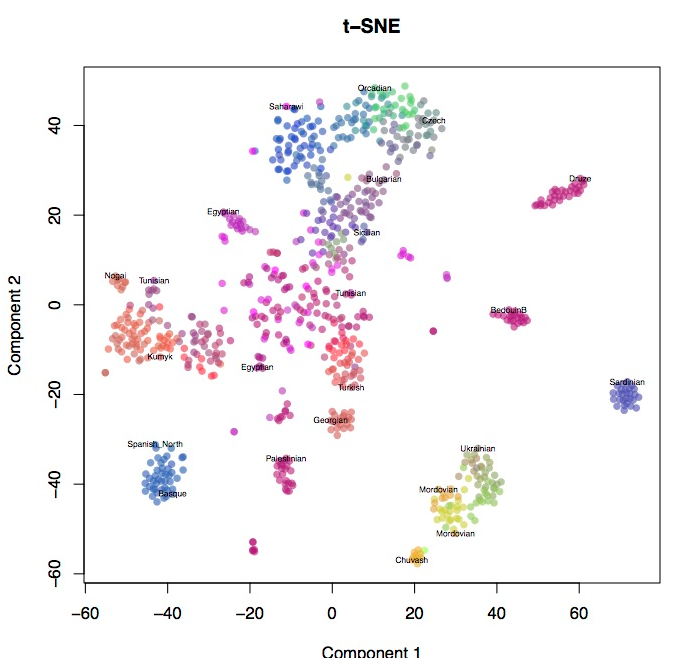 t-SNE
Component 2
40
20
0
-20
-40
-60
Orcadian
Saharawi
Czech
Bulgarian
Druze
Egyptian
Sicilian
Nogai
Tunisian
Tunisian
BedouinB
Kumyk
Egyptian
Turkish
Sardinian
Georgian
Spanish_North
Ukrainian
Palestinian
Basque
Mordovian
Mordovian
Chuvash
-60 -40 -20 0 20 40 60
Component 1